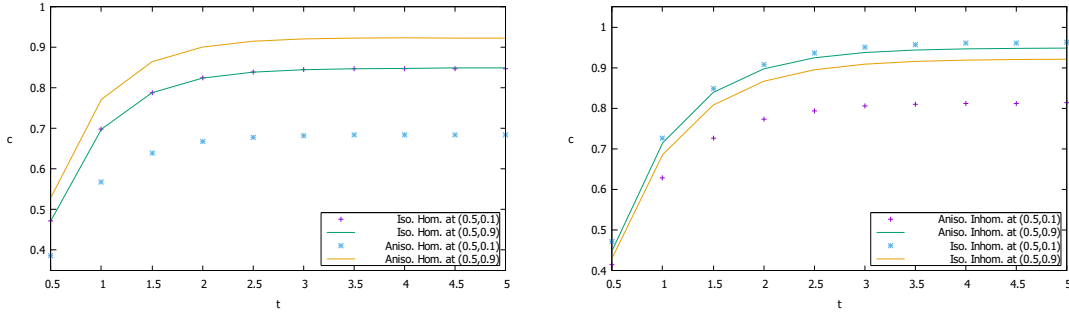 1
0.9
0.8
0.7
c
0.6
0.5
0.4
0.5 1 1.5 2 2.5 3 3.5 4 4.5 5
t
Iso. Hom. at (0.5,0.1)
Iso. Hom. at (0.5,0.9)
Aniso. Hom. at (0.5,0.1)
Aniso. Hom. at (0.5,0.9)
1
0.9
0.8
c
0.7
0.6
0.5
0.4
0.5 1 1.5 2 2.5 3 3.5 4 4.5 5
t
Aniso. Inhom. at (0.5,0.1)
Aniso. Inhom. at (0.5,0.9)
Iso. Inhom. at (0.5,0.1)
Iso. Inhom. at (0.5,0.9)